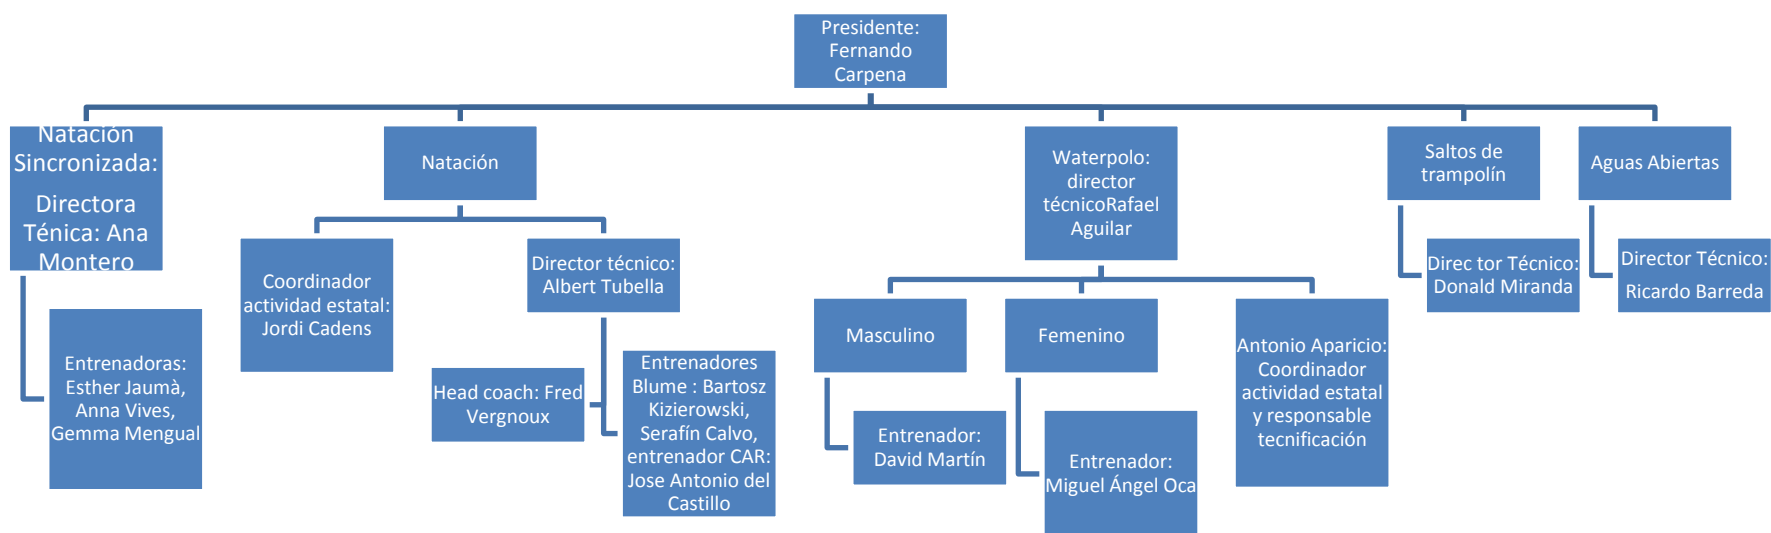 Presidente:
Fernando
Carpena
Natación
Sincronizada:
Directora
Ténica: Ana
Montero
Natación
Waterpolo:
director
técnicoRafael
Aguilar
Saltos de
trampolín
Aguas Abiertas
Coordinador
actividad estatal:
Jordi Cadens
Director técnico:
Albert Tubella
Direc tor Técnico:
Donald Miranda
Director Técnico:
Ricardo Barreda
Entrenadoras:
Esther Jaumà,
Anna Vives,
Gemma Mengual
Head coach: Fred
Vergnoux
Entrenadores
Blume : Bartosz
Kizierowski,
Serafín Calvo,
entrenador CAR:
Jose Antonio del
Castillo
Masculino
Femenino
Antonio Aparicio:
Coordinador
actividad estatal
y responsable
tecnificación
Entrenador:
David Martín
Entrenador:
Miguel Ángel Oca